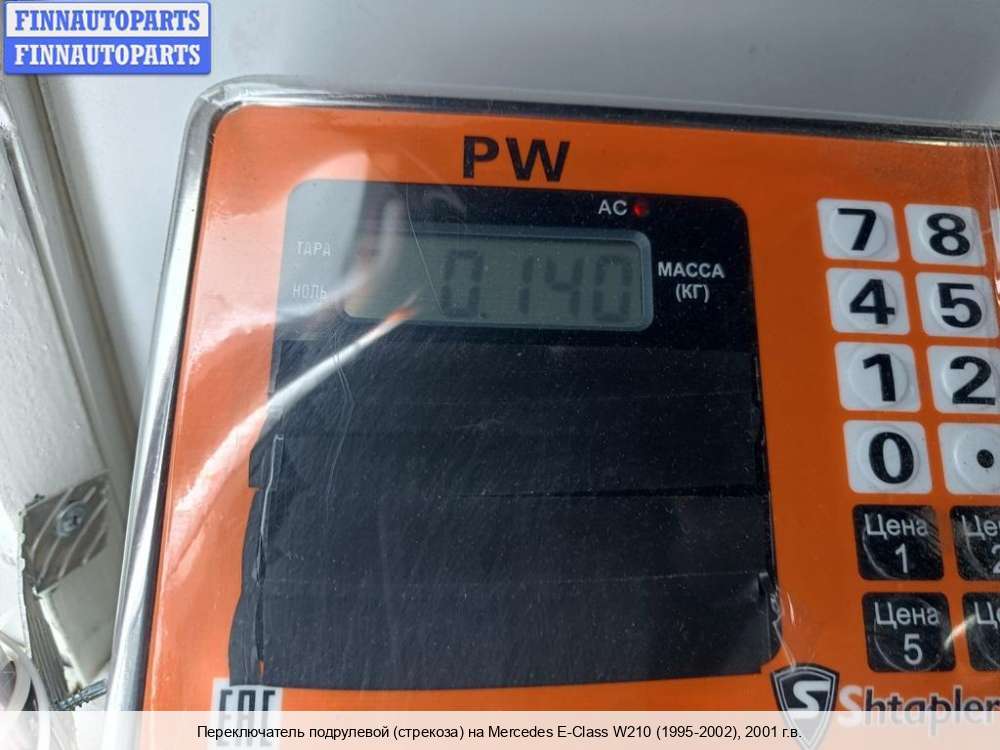 FINNAUTOPARTS
FINNAUTOPARTS
PW
AC
ТАРА
НОЛЬ
0.140
МАССА
(КГ)
7 8
4 5
1 2
0 .
Цена
1
Цена
5
EAC
S Shtapler
Переключатель подрулевой (стрекоза) на Mercedes E-Class W210 (1995-2002), 2001 г.в.